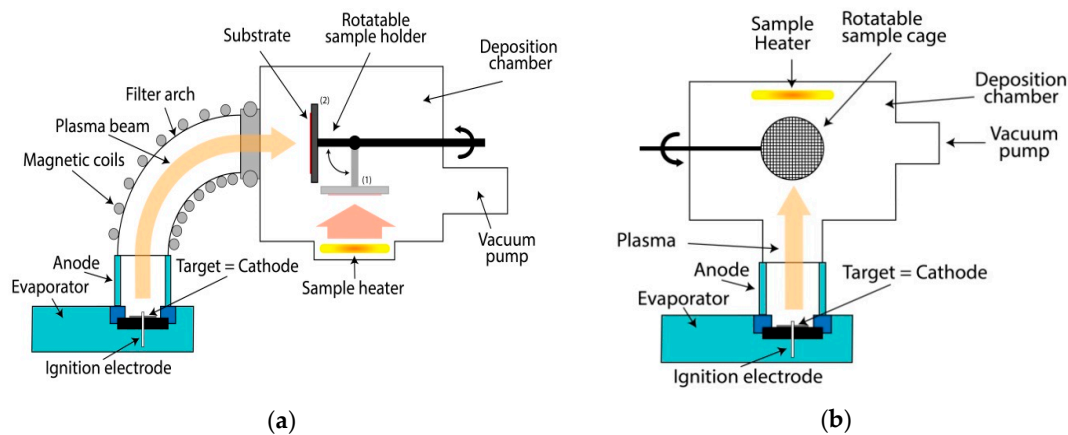 Substrate
Rotatable
sample holder
Deposition
chamber
Filter arch
Plasma beam
Magnetic coils
(2)
(1)
Vacuum
pump
Anode
Target = Cathode
Evaporator
Sample heater
Ignition electrode
(a)
Sample
Heater
Rotatable
sample cage
Deposition
chamber
Vacuum
pump
Plasma
Anode
Target = Cathode
Evaporator
Ignition electrode
(b)